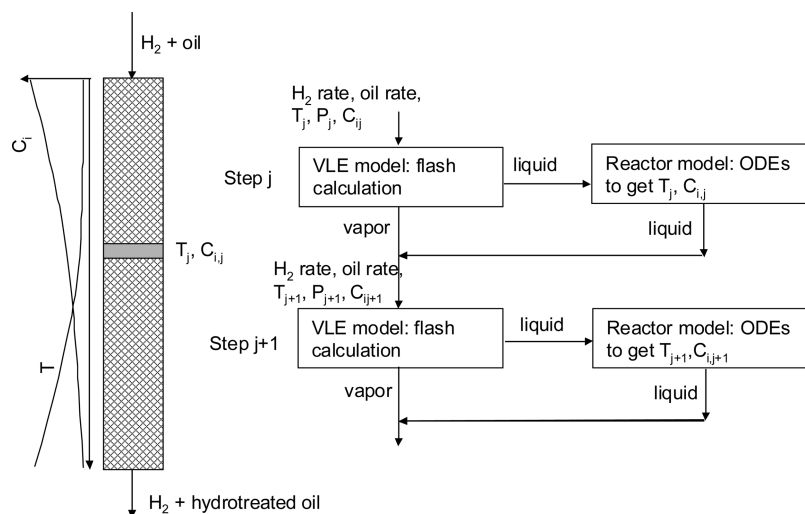 H₂ + oil
Cᵢ
T
Tⱼ, Cᵢ,ⱼ
H₂ + hydrotreated oil
H₂ rate, oil rate,
Tⱼ, Pⱼ, Cᵢⱼ
Step j
VLE model: flash
calculation
liquid
Reactor model: ODEs
to get Tⱼ, Cᵢ,ⱼ
vapor
liquid
H₂ rate, oil rate,
Tⱼ₊₁, Pⱼ₊₁, Cᵢⱼ₊₁
Step j+1
VLE model: flash
calculation
liquid
Reactor model: ODEs
to get Tⱼ₊₁,Cᵢ,ⱼ₊₁
vapor
liquid